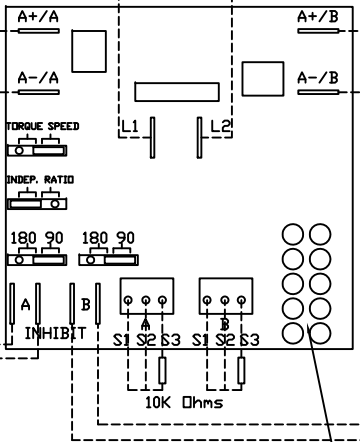 A+/A A+/B
A-/A A-/B
L1 L2
TORQUE SPEED
INDEP. RATIO
180 90 180 90
A B
INHIBIT
A B
S1 S2 S3 S1 S2 S3
10K Ohms